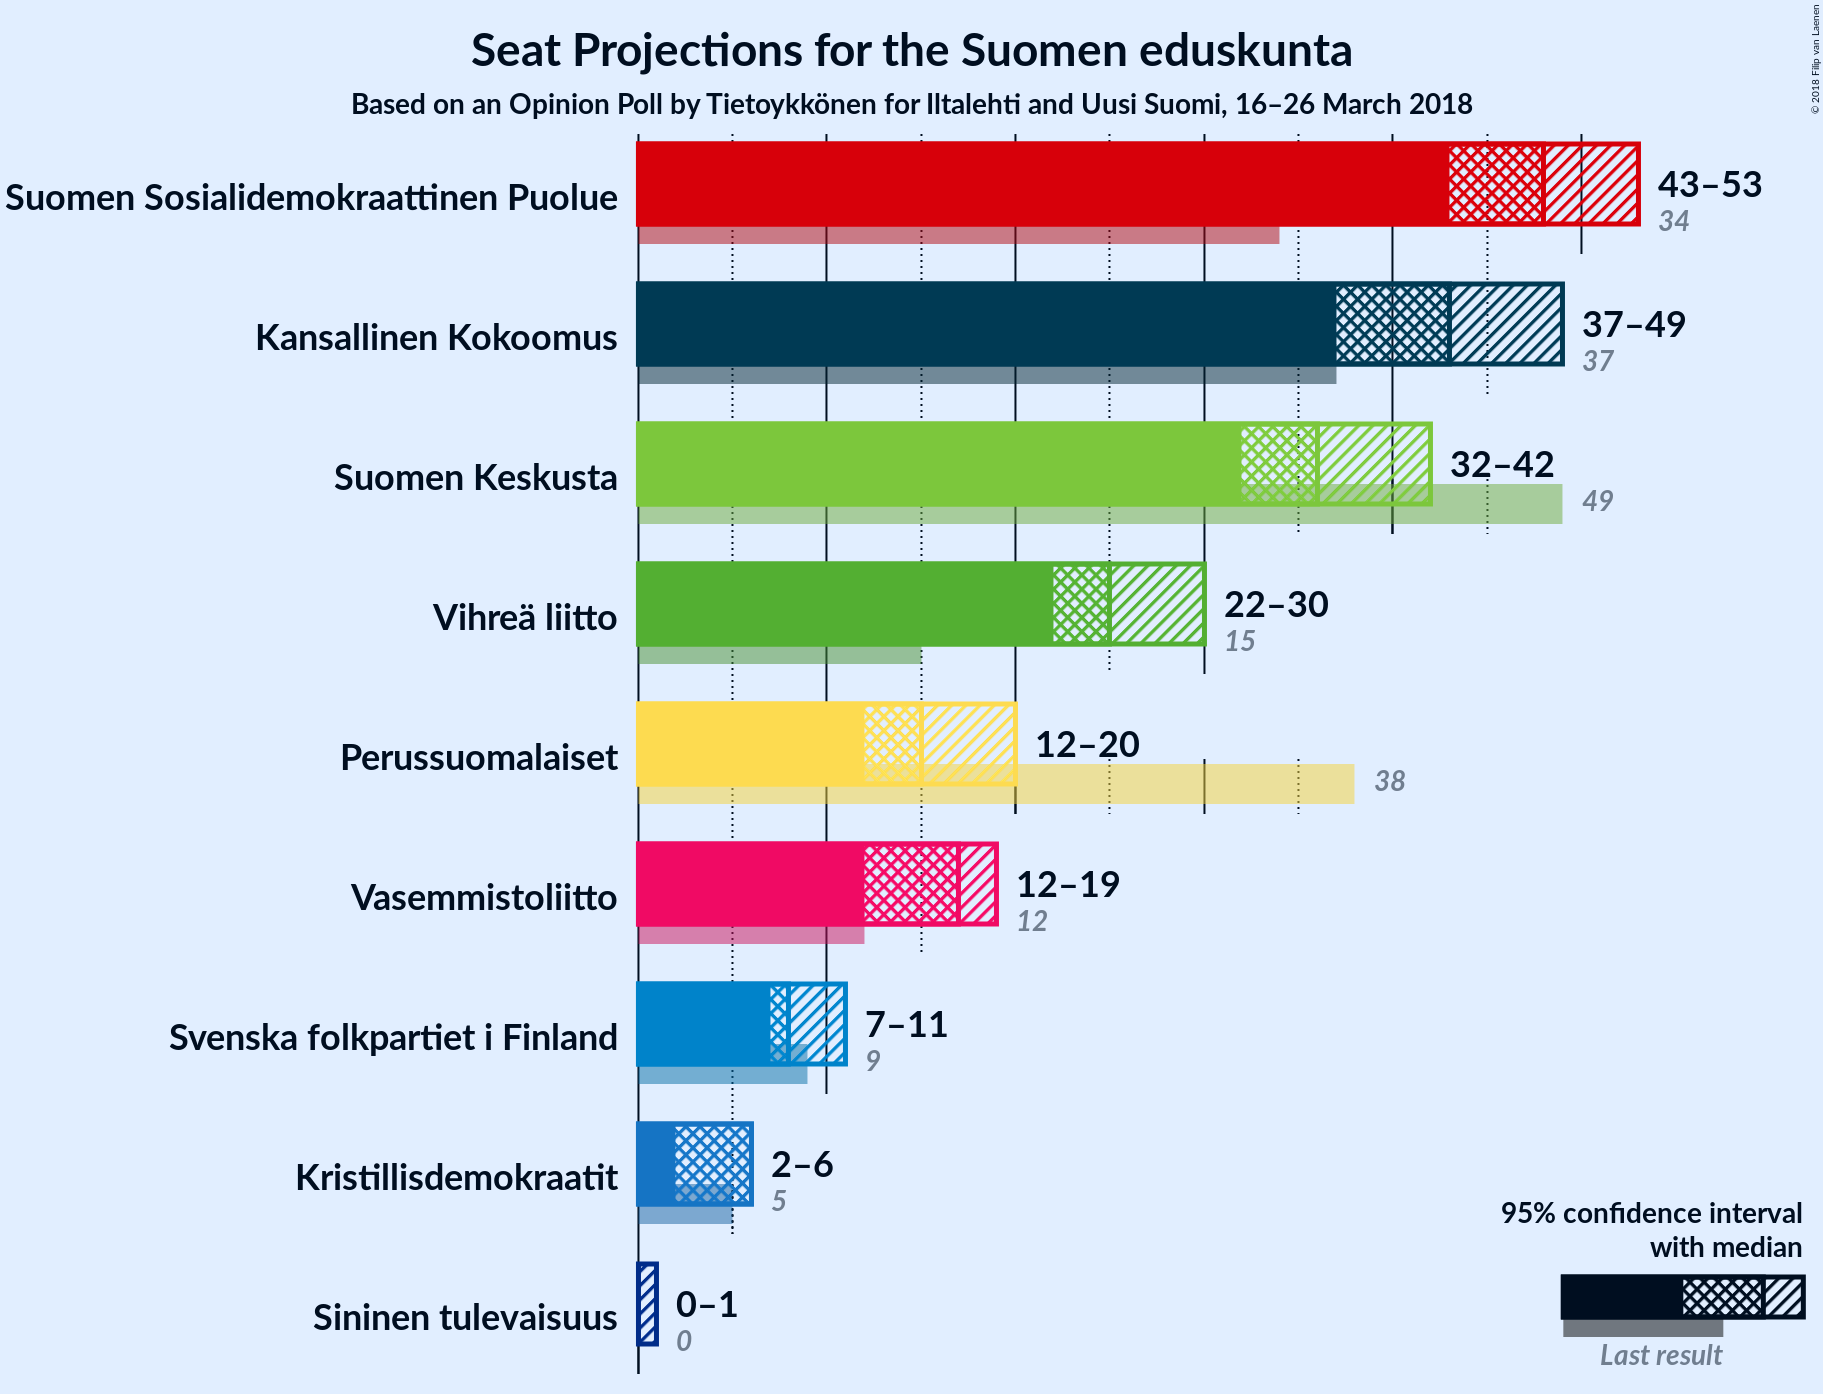 © 2018 Filip van Laenen
Seat Projections for the Suomen eduskunta
Based on an Opinion Poll by Tietoykkönen for Iltalehti and Uusi Suomi, 16–26 March 2018
Suomen Sosialidemokraattinen Puolue
43–53
34
Kansallinen Kokoomus
37–49
37
Suomen Keskusta
32–42
49
Vihreä liitto
22–30
15
Perussuomalaiset
12–20
38
Vasemmistoliitto
12–19
12
Svenska folkpartiet i Finland
7–11
9
Kristillisdemokraatit
2–6
5
Sininen tulevaisuus
0–1
0
95% confidence interval
with median
Last result